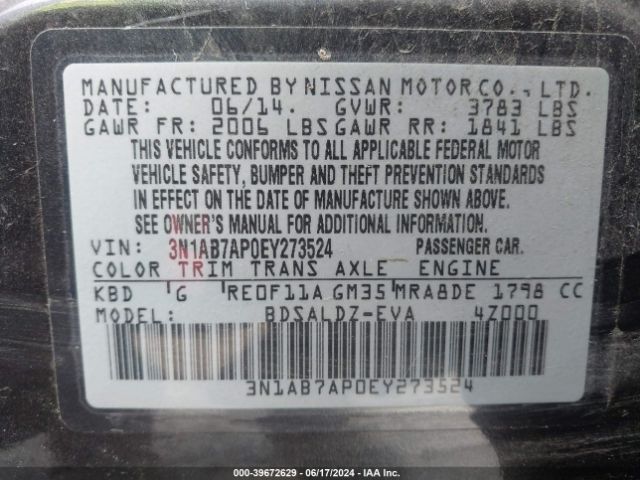 MANUFACTURED BY NISSAN MOTOR CO., LTD.
DATE: 06/14. GVWR: 3783 LBS
GAWR FR: 2006 LBS GAWR RR: 1841 LBS
THIS VEHICLE CONFORMS TO ALL APPLICABLE FEDERAL MOTOR
VEHICLE SAFETY, BUMPER AND THEFT PREVENTION STANDARDS
IN EFFECT ON THE DATE OF MANUFACTURE SHOWN ABOVE.
SEE OWNER'S MANUAL FOR ADDITIONAL INFORMATION.
VIN: 3N1AB7AP0EY273524 PASSENGER CAR.
COLOR TRIM TRANS AXLE ENGINE
KBD G RE0F11A GM35 MRA8DE 1798 CC
MODEL: BDSALDZ-EVA 4Z000
3N1AB7AP0EY273524
000-39672629 - 06/17/2024 - IAA Inc.